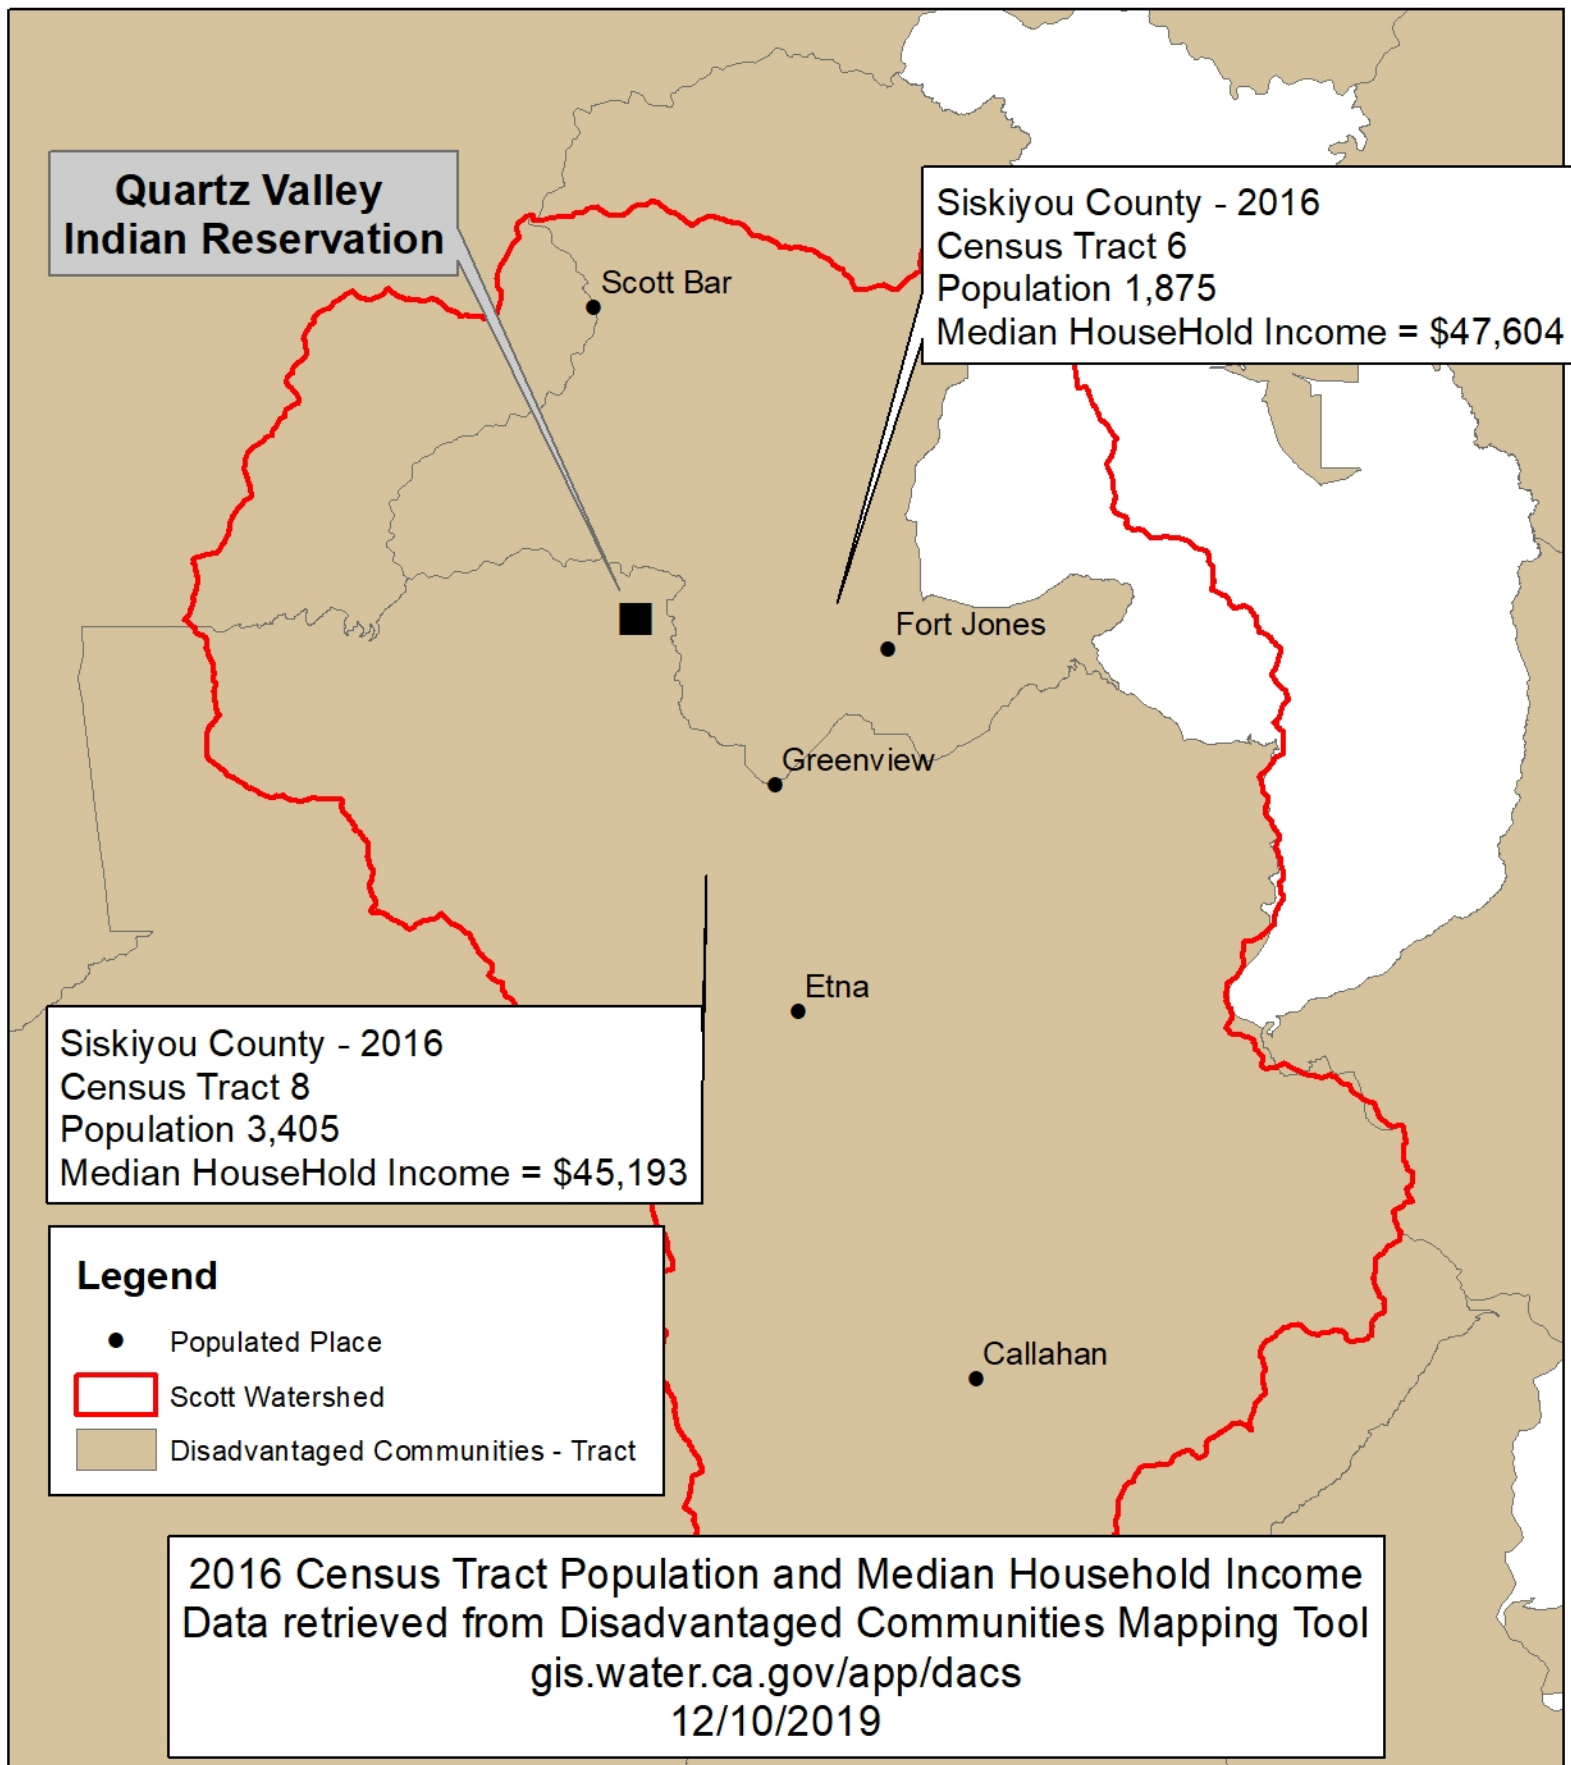 Quartz Valley
Indian Reservation
Siskiyou County - 2016
Census Tract 6
Population 1,875
Median HouseHold Income = $47,604
Scott Bar
Fort Jones
Greenview
Etna
Siskiyou County - 2016
Census Tract 8
Population 3,405
Median HouseHold Income = $45,193
Legend
Populated Place
Scott Watershed
Disadvantaged Communities - Tract
Callahan
2016 Census Tract Population and Median Household Income
Data retrieved from Disadvantaged Communities Mapping Tool
gis.water.ca.gov/app/dacs
12/10/2019